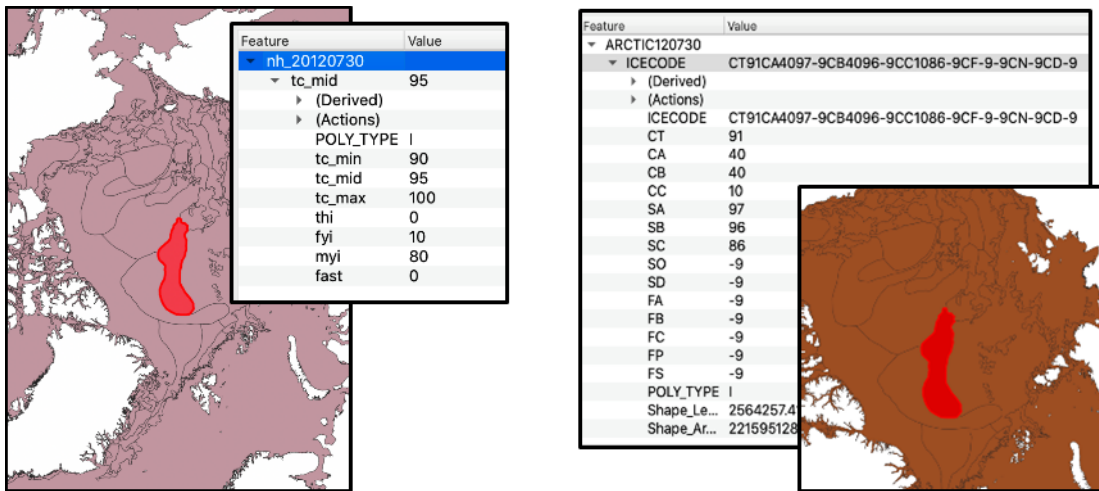 Feature Value
nh_20120730
tc_mid 95
(Derived)
(Actions)
POLY_TYPE I
tc_min 90
tc_mid 95
tc_max 100
thi 0
fyi 10
myi 80
fast 0
Feature Value
ARCTIC120730
ICECODE CT91CA4097-9CB4096-9CC1086-9CF-9-9CN-9CD-9
(Derived)
(Actions)
ICECODE CT91CA4097-9CB4096-9CC1086-9CF-9-9CN-9CD-9
CT 91
CA 40
CB 40
CC 10
SA 97
SB 96
SC 86
SO -9
SD -9
FA -9
FB -9
FC -9
FP -9
FS -9
POLY_TYPE I
Shape_Le... 2564257.4
Shape_Ar... 221595128